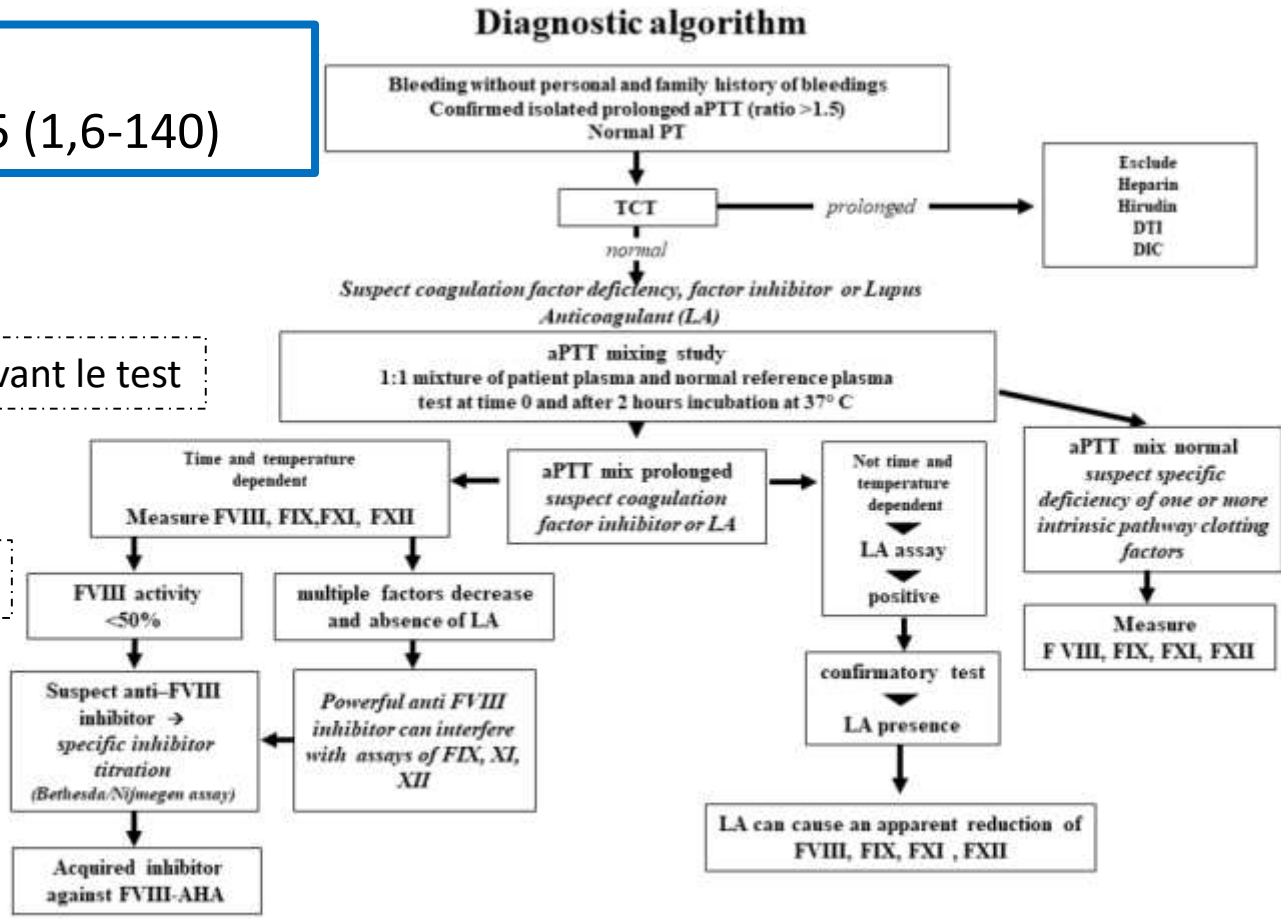 Diagnostic algorithm
5 (1,6-140)
Bleeding without personal and family history of bleedings
Confirmed isolated prolonged aPTT (ratio >1.5)
Normal PT
Esclude
Heparin
Hirudin
DTI
DIC
TCT
prolonged
normal
Suspect coagulation factor deficiency, factor inhibitor or Lupus
Anticoagulant (LA)
vant le test
aPTT mixing study
1:1 mixture of patient plasma and normal reference plasma
test at time 0 and after 2 hours incubation at 37° C
Time and temperature
dependent
Measure FVIII, FIX,FXI, FXII
aPTT mix prolonged
suspect coagulation
factor inhibitor or LA
Not time and
temperature
dependent
LA assay
positive
aPTT mix normal
suspect specific
deficiency of one or more
intrinsic pathway clotting
factors
FVIII activity
<50%
multiple factors decrease
and absence of LA
Measure
F VIII, FIX, FXI, FXII
Suspect anti–FVIII
inhibitor →
specific inhibitor
titration
(Bethesda/Nijmegen assay)
Powerful anti FVIII
inhibitor can interfere
with assays of FIX, XI,
XII
confirmatory test
LA presence
LA can cause an apparent reduction of
FVIII, FIX, FXI , FXII
Acquired inhibitor
against FVIII-AHA